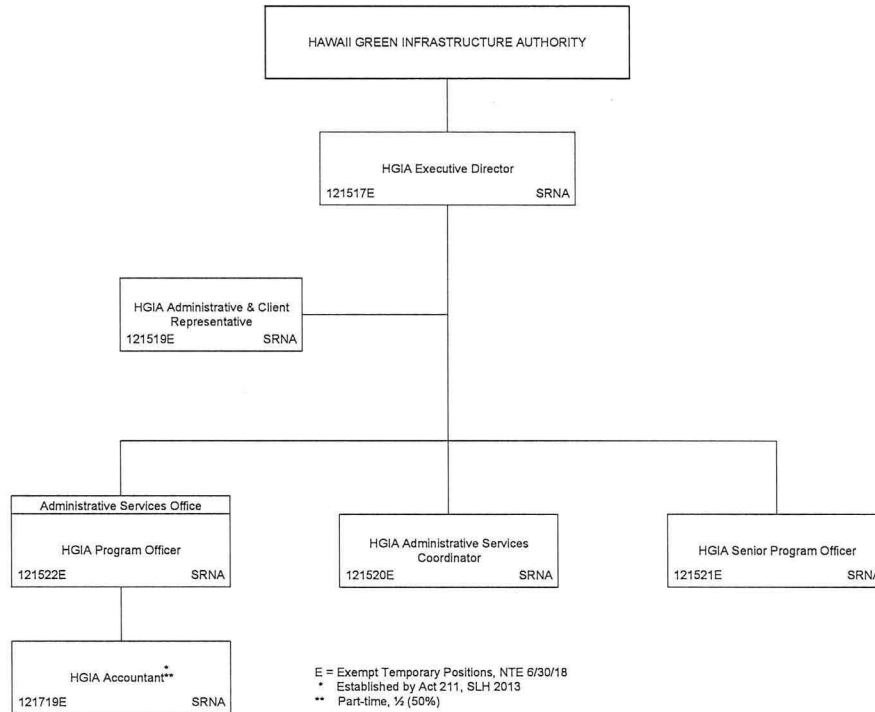 HAWAII GREEN INFRASTRUCTURE AUTHORITY
HGIA Executive Director
121517E SRNA
HGIA Administrative & Client
Representative
121519E SRNA
Administrative Services Office
HGIA Program Officer
121522E SRNA
HGIA Administrative Services
Coordinator
121520E SRNA
HGIA Senior Program Officer
121521E SRNA
HGIA Accountant* **
121719E SRNA
E = Exempt Temporary Positions, NTE 6/30/18
* Established by Act 211, SLH 2013
** Part-time, ½ (50%)